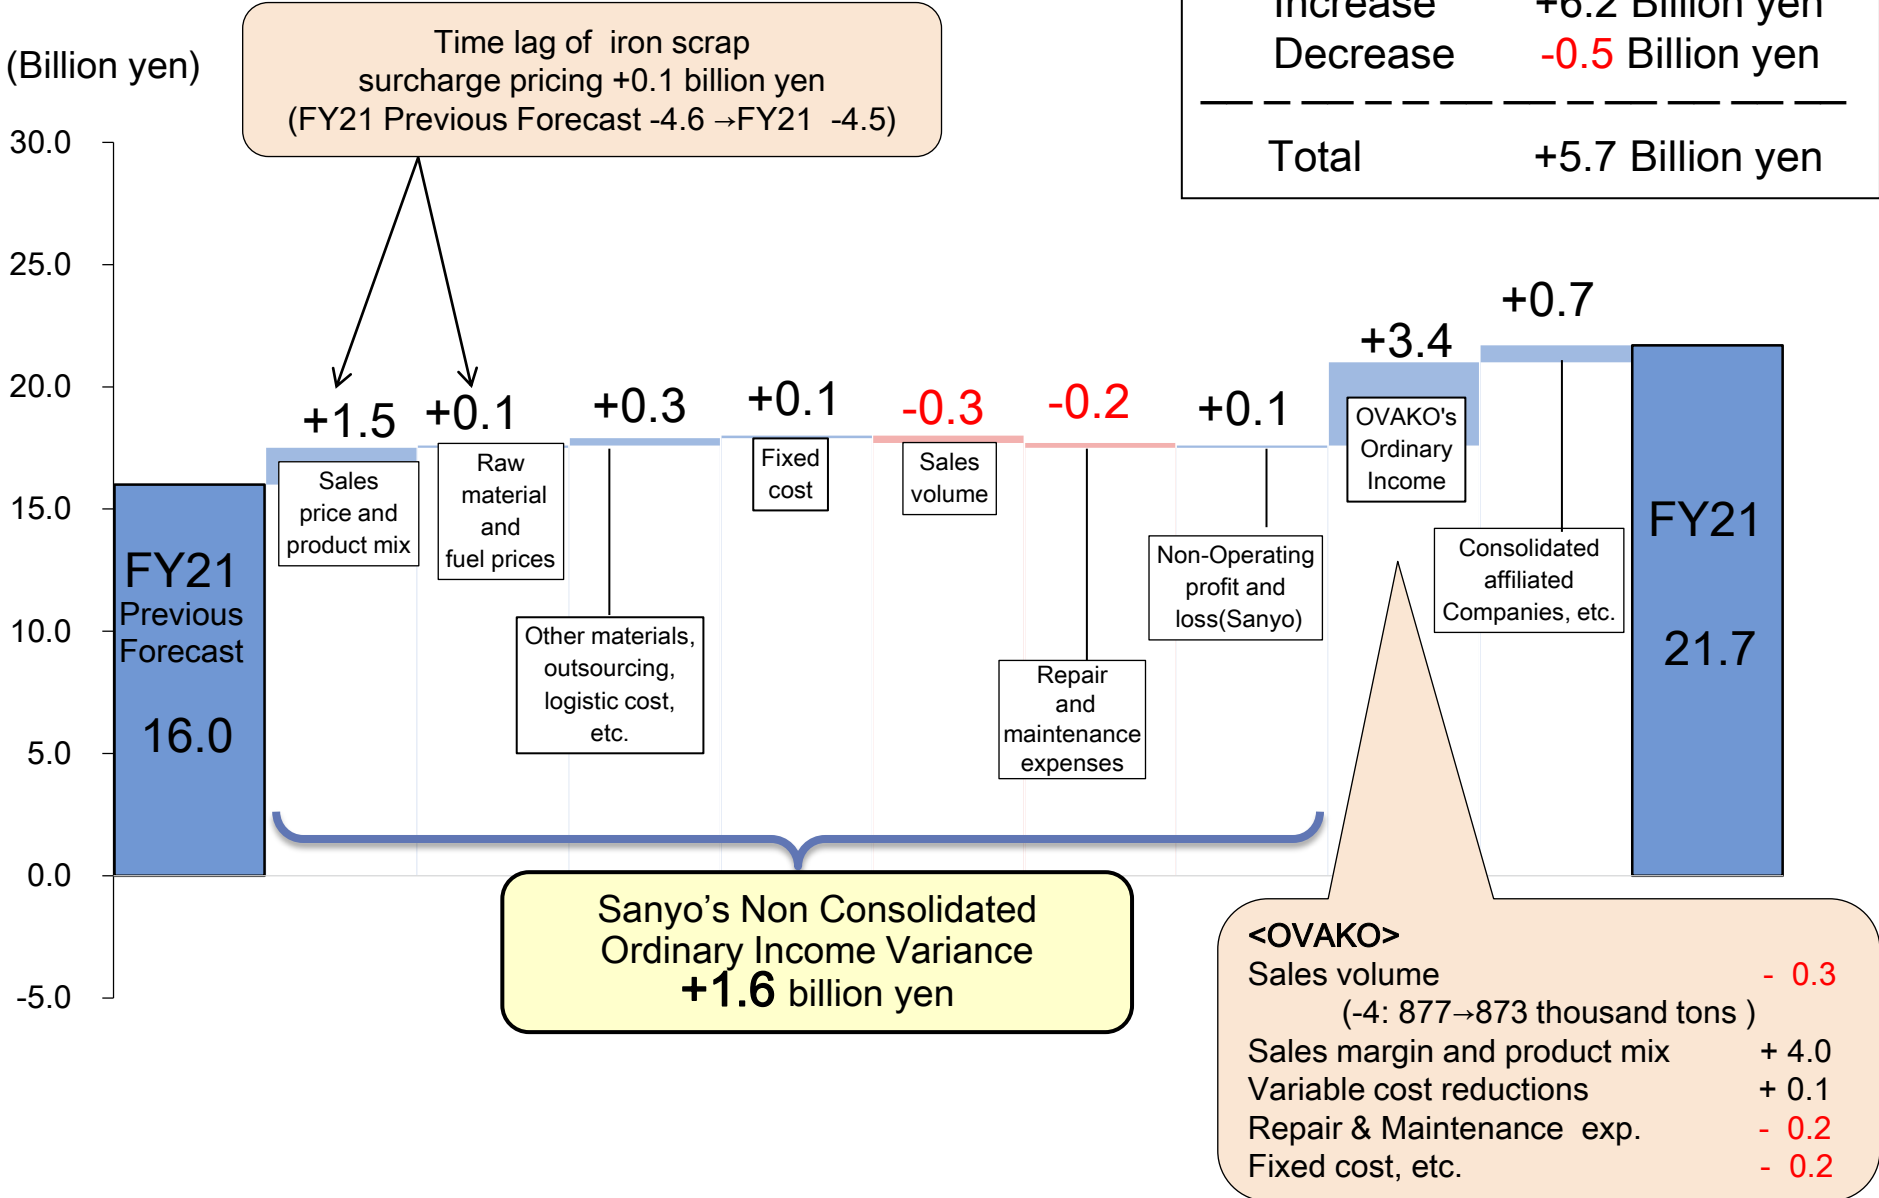 Increase +6.2 Billion yen
Decrease -0.5 Billion yen
Total +5.7 Billion yen
(Billion yen)
Time lag of iron scrap
surcharge pricing +0.1 billion yen
(FY21 Previous Forecast -4.6 →FY21 -4.5)
30.0
25.0
20.0
15.0
10.0
5.0
0.0
-5.0
FY21
Previous
Forecast
16.0
+1.5
Sales
price and
product mix
+0.1
Raw
material
and
fuel prices
+0.3
Other materials,
outsourcing,
logistic cost,
etc.
+0.1
Fixed
cost
-0.3
Sales
volume
-0.2
Repair
and
maintenance
expenses
+0.1
Non-Operating
profit and
loss(Sanyo)
+3.4
OVAKO's
Ordinary
Income
+0.7
Consolidated
affiliated
Companies, etc.
FY21
21.7
Sanyo’s Non Consolidated
Ordinary Income Variance
+1.6 billion yen
<OVAKO>
Sales volume - 0.3
(-4: 877→873 thousand tons )
Sales margin and product mix + 4.0
Variable cost reductions + 0.1
Repair & Maintenance exp. - 0.2
Fixed cost, etc. - 0.2